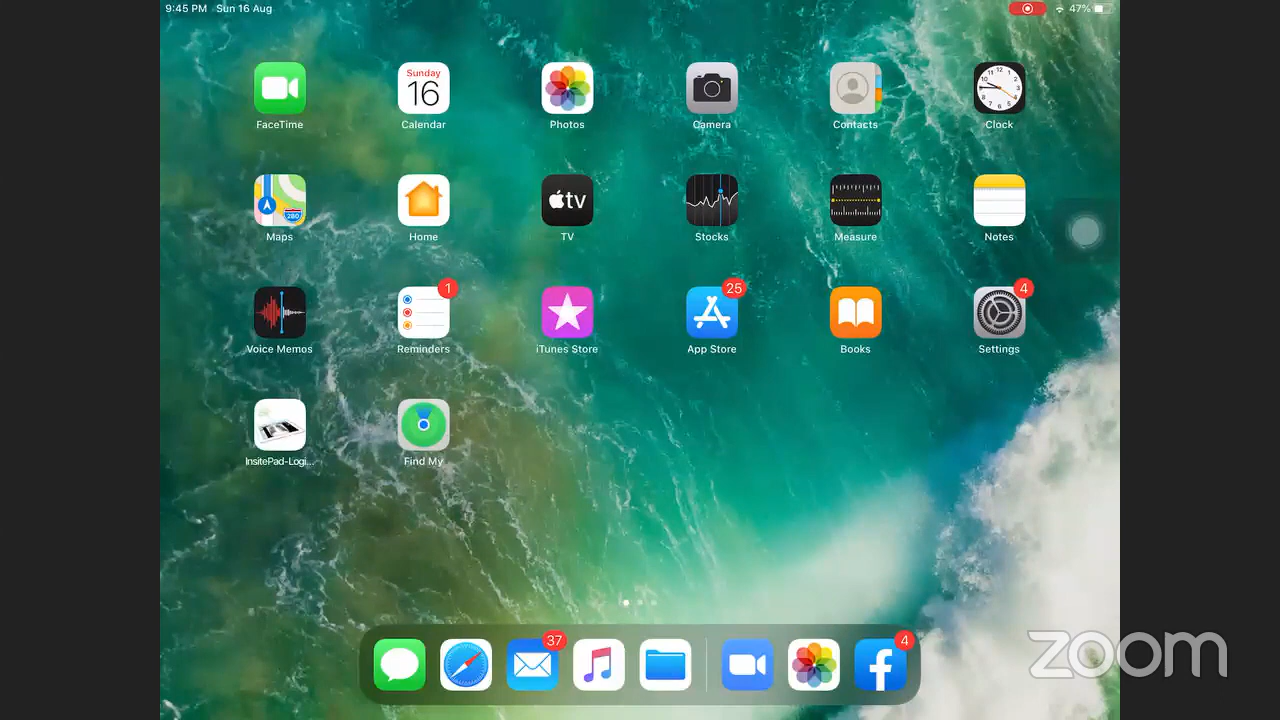 9:45 PM Sun 16 Aug
47%
Sunday
16
FaceTime
Calendar
Photos
Camera
Contacts
Clock
280
tv
Maps
Home
TV
Stocks
Measure
Notes
1
25
4
Voice Memos
Reminders
iTunes Store
App Store
Books
Settings
InsitePad-Logi...
Find My
37
4
zoom